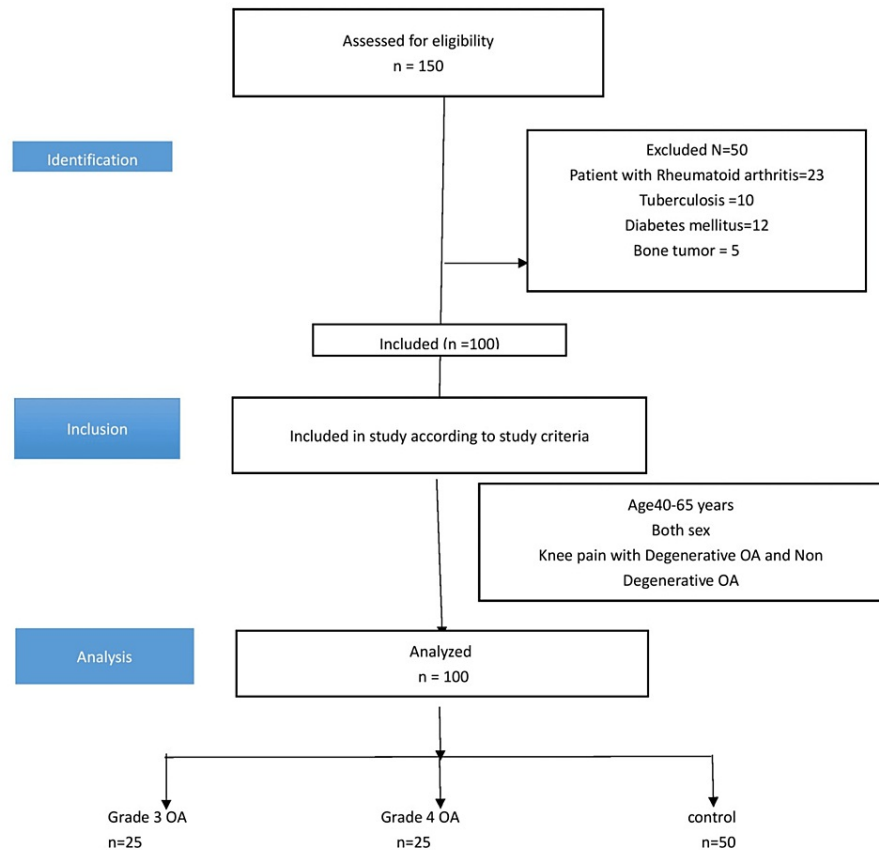 Assessed for eligibility
n = 150
Identification
Excluded N=50
Patient with Rheumatoid arthritis=23
Tuberculosis =10
Diabetes mellitus=12
Bone tumor = 5
Included (n =100)
Inclusion
Included in study according to study criteria
Age40-65 years
Both sex
Knee pain with Degenerative OA and Non
Degenerative OA
Analysis
Analyzed
n = 100
Grade 3 OA
n=25
Grade 4 OA
n=25
control
n=50